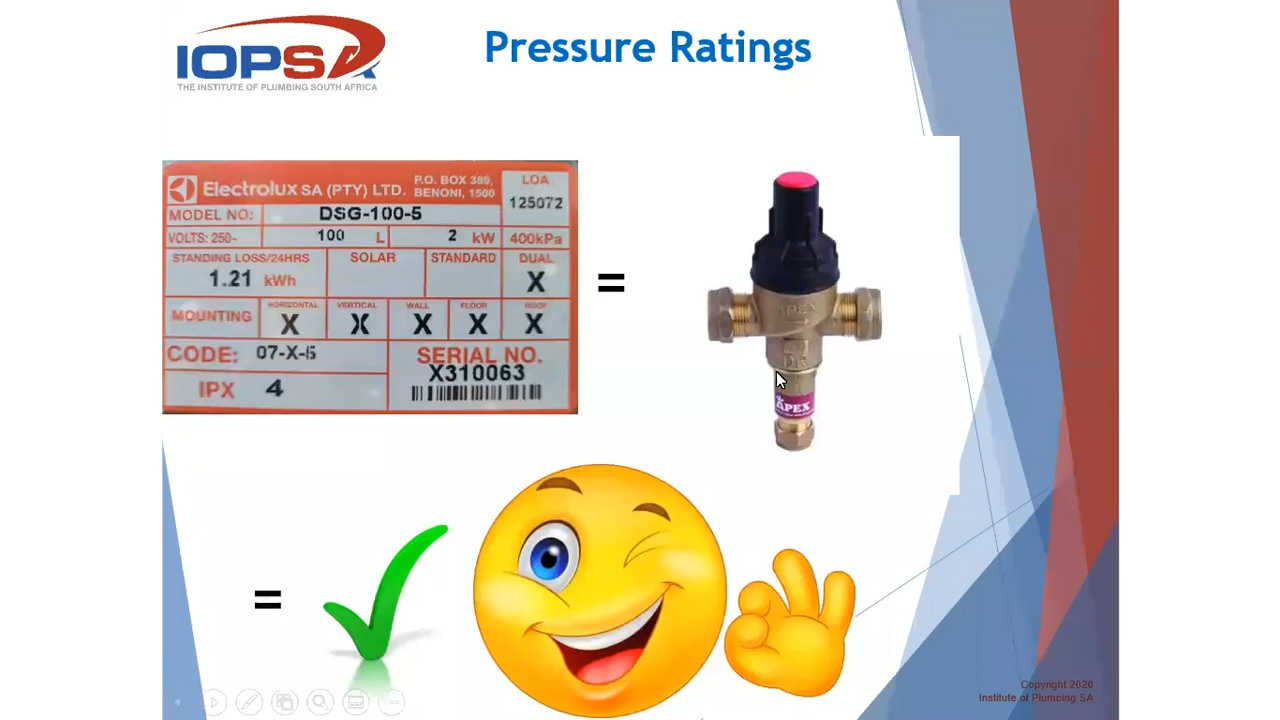 IOPSA
THE INSTITUTE OF PLUMBING SOUTH AFRICA
Pressure Ratings
Electrolux SA (PTY) LTD.
P.O. BOX 389,
BENONI, 1500
LOA
125072
MODEL NO: DSG-100-5
VOLTS: 250~ 100 L 2 kW 400kPa
STANDING LOSS/24HRS
1.21 kWh
SOLAR
STANDARD
DUAL
X
MOUNTING
HORIZONTAL
X
VERTICAL
X
WALL
X
FLOOR
X
ROOF
X
CODE: 07-X-5
IPX 4
SERIAL NO.
X310063
=
APEX
DR
APEX
=
Copyright 2020
Institute of Plumbing SA